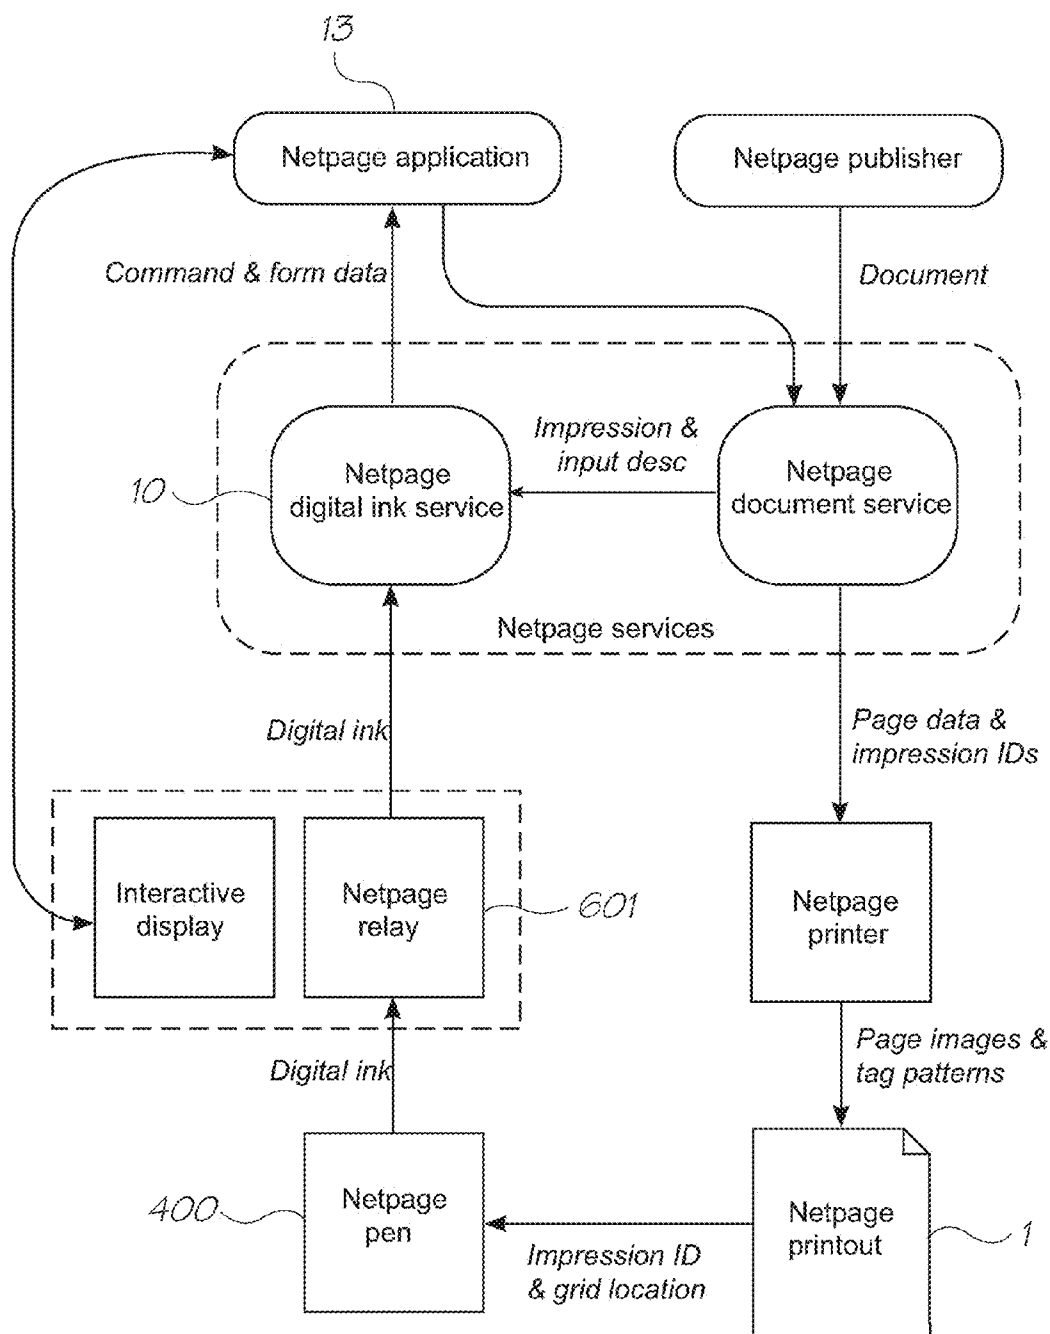 13
Netpage application
Netpage publisher
Command & form data
Document
Impression &
input desc
Netpage
digital ink service
10
Netpage
document service
Netpage services
Digital ink
Page data &
impression IDs
Interactive
display
Netpage
relay
601
Netpage
printer
Page images &
tag patterns
Digital ink
Netpage
pen
400
Netpage
printout
1
Impression ID
& grid location